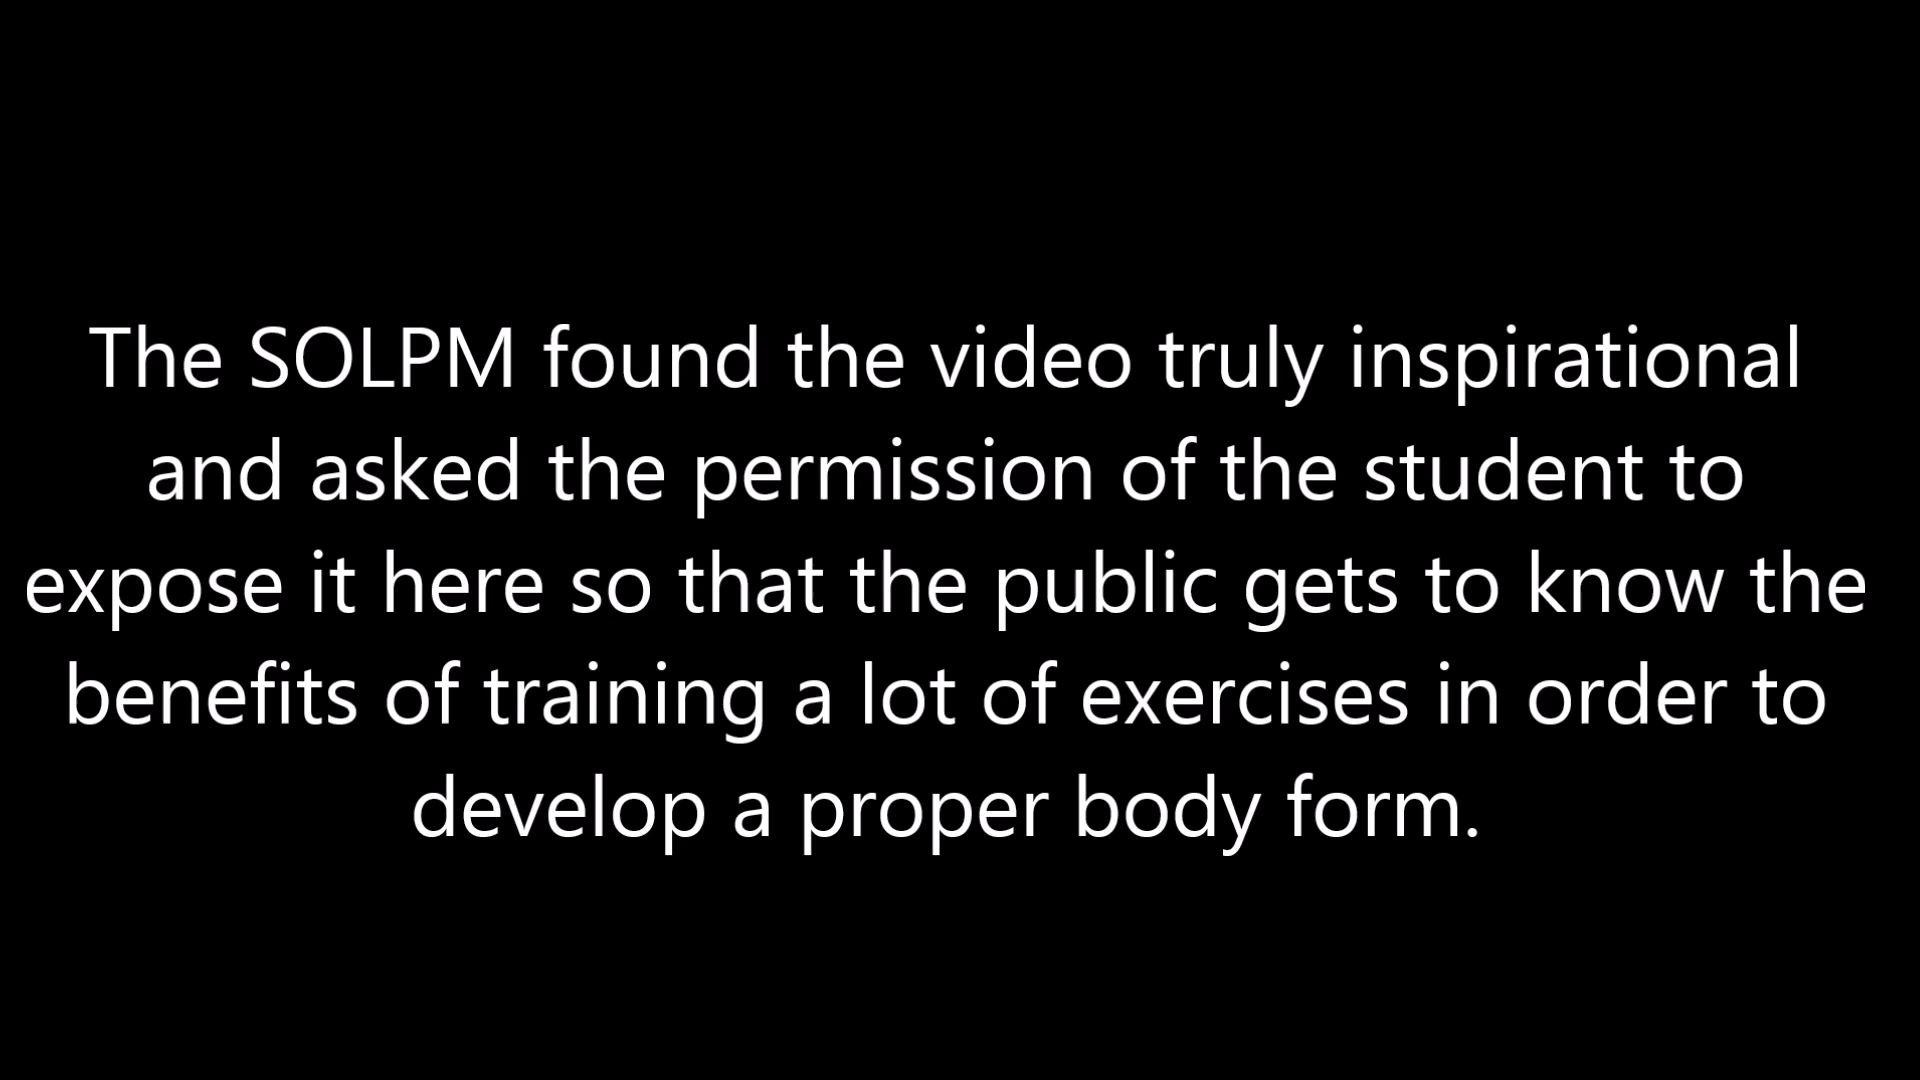 The SOLPM found the video truly inspirational
and asked the permission of the student to
expose it here so that the public gets to know the
benefits of training a lot of exercises in order to
develop a proper body form.